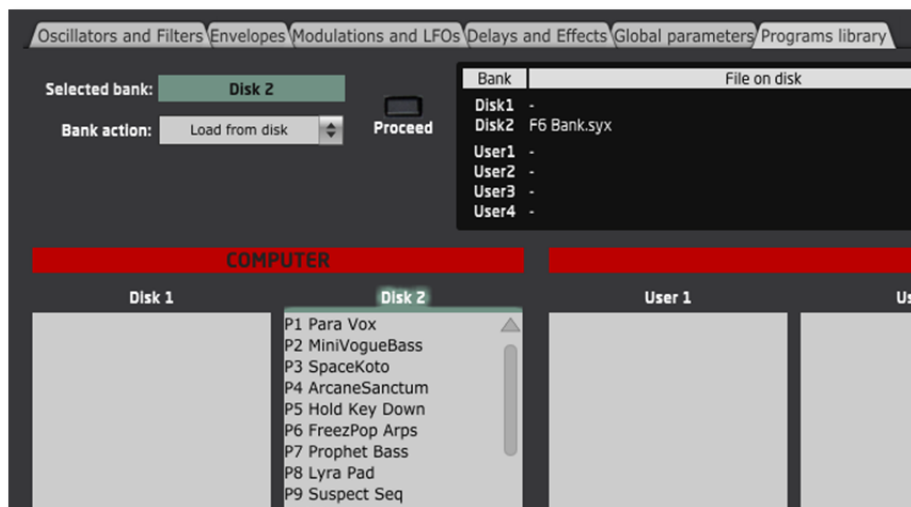 Oscillators and Filters Envelopes Modulations and LFOs Delays and Effects Global parameters Programs library
Selected bank: Disk 2
Bank action: Load from disk
Proceed
Bank File on disk
Disk1 -
Disk2 F6 Bank.syx
User1 -
User2 -
User3 -
User4 -
COMPUTER
Disk 1 Disk 2 User 1
P1 Para Vox
P2 MiniVogueBass
P3 SpaceKoto
P4 ArcaneSanctum
P5 Hold Key Down
P6 FreezPop Arps
P7 Prophet Bass
P8 Lyra Pad
P9 Suspect Seq